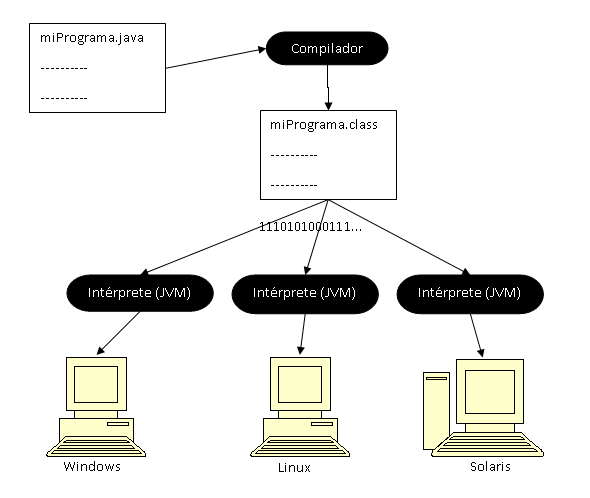 miPrograma.java
----------
----------
Compilador
miPrograma.class
----------
----------
1110101000111...
Intérprete (JVM)
Intérprete (JVM)
Intérprete (JVM)
Windows
Linux
Solaris